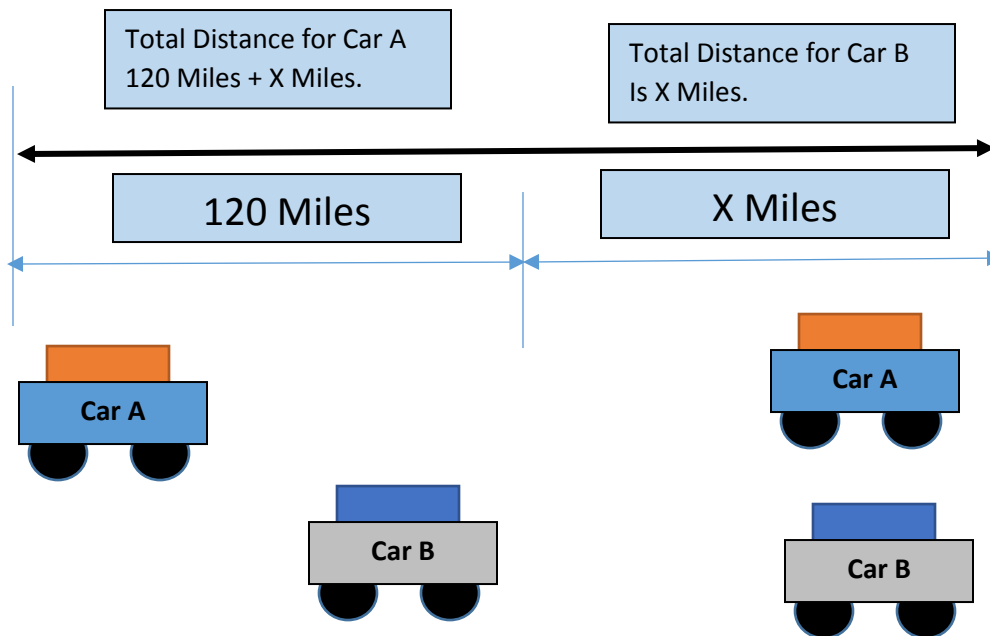 Total Distance for Car A
120 Miles + X Miles.
Total Distance for Car B
Is X Miles.
120 Miles
X Miles
Car A
Car A
Car B
Car B